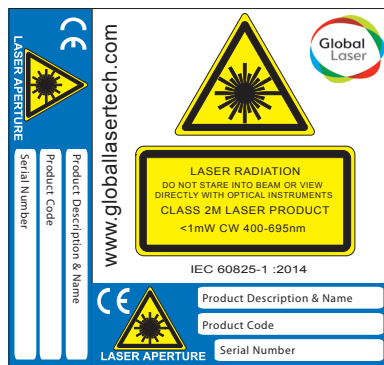 CE
LASER APERTURE
Serial Number
Product Code
Product Description & Name
www.globallasertech.com
Global
Laser
LASER RADIATION
DO NOT STARE INTO BEAM OR VIEW
DIRECTLY WITH OPTICAL INSTRUMENTS
CLASS 2M LASER PRODUCT
<1mW CW 400-695nm
IEC 60825-1 :2014
CE
LASER APERTURE
Product Description & Name
Product Code
Serial Number